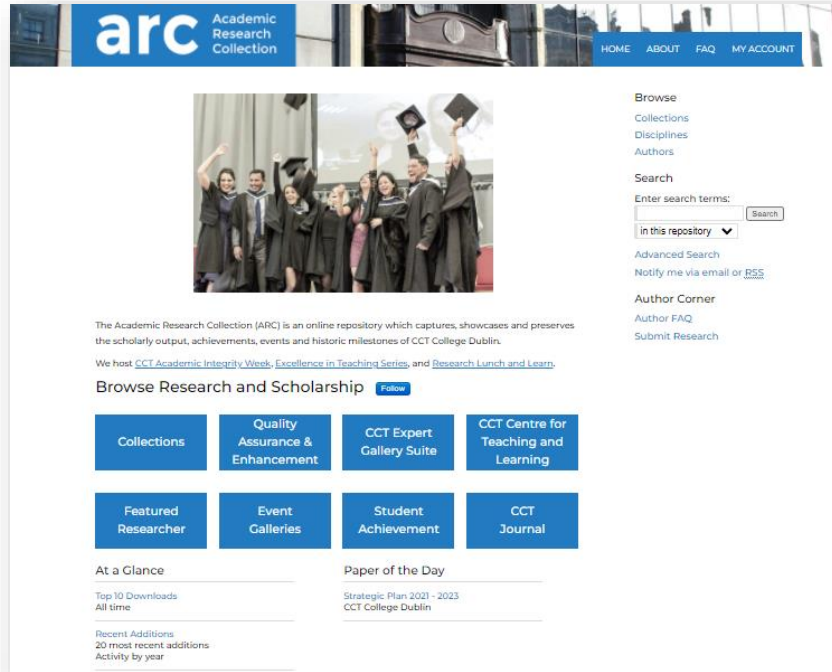 arc Academic
Research
Collection
HOME ABOUT FAQ MY ACCOUNT
The Academic Research Collection (ARC) is an online repository which captures, showcases and preserves
the scholarly output, achievements, events and historic milestones of CCT College Dublin.
We host CCT Academic Integrity Week, Excellence in Teaching Series, and Research Lunch and Learn.
Browse Research and Scholarship Follow
Collections
Quality
Assurance &
Enhancement
CCT Expert
Gallery Suite
CCT Centre for
Teaching and
Learning
Featured
Researcher
Event
Galleries
Student
Achievement
CCT
Journal
At a Glance
Top 10 Downloads
All time
Recent Additions
20 most recent additions
Activity by year
Paper of the Day
Strategic Plan 2021 - 2023
CCT College Dublin
Browse
Collections
Disciplines
Authors
Search
Enter search terms:
Search
in this repository
Advanced Search
Notify me via email or RSS
Author Corner
Author FAQ
Submit Research